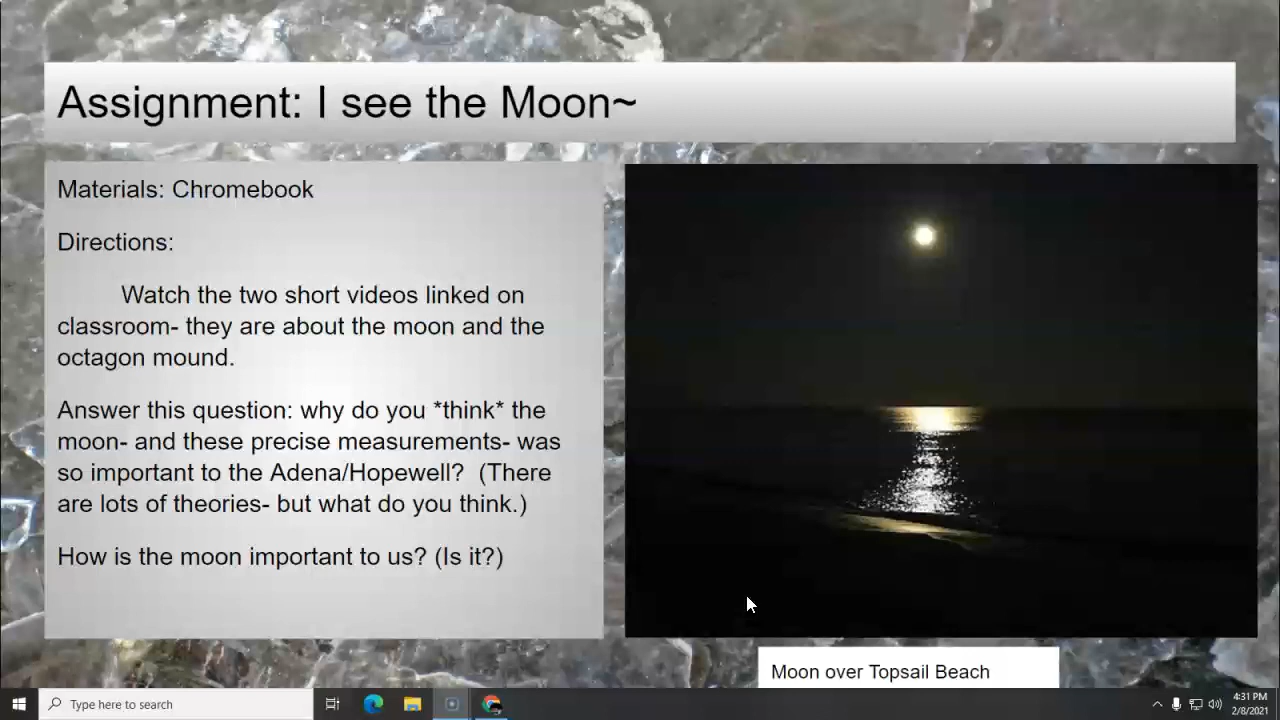 Assignment: I see the Moon~
Materials: Chromebook
Directions:
Watch the two short videos linked on
classroom- they are about the moon and the
octagon mound.
Answer this question: why do you *think* the
moon- and these precise measurements- was
so important to the Adena/Hopewell?  (There
are lots of theories- but what do you think.)
How is the moon important to us? (Is it?)
Moon over Topsail Beach
Type here to search
4:31 PM
2/8/2021